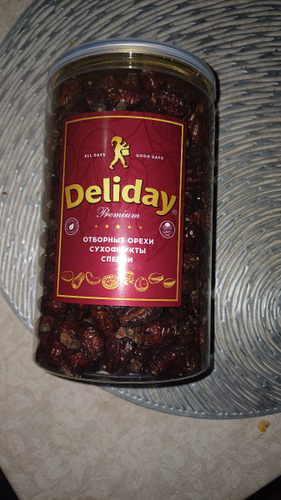 ALL DAYS GOOD DAYS
Deliday
Premium
ОТБОРНЫЕ ОРЕХИ
СУХОФРУКТЫ
СПЕЦИИ